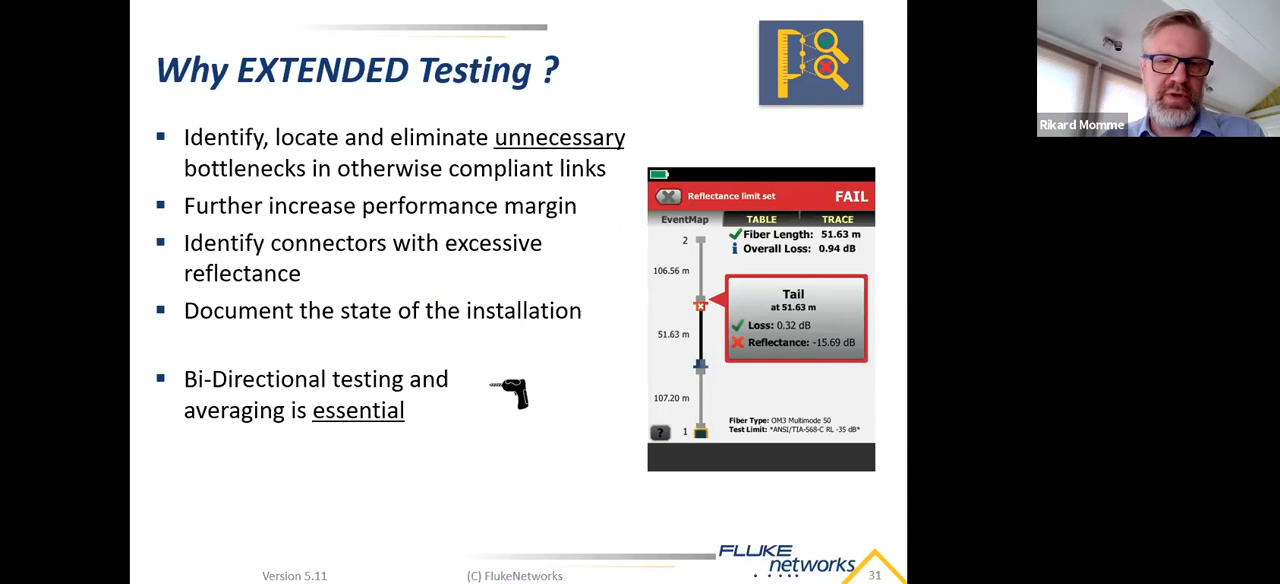 Why EXTENDED Testing ?
Identify, locate and eliminate unnecessary
bottlenecks in otherwise compliant links
Further increase performance margin
Identify connectors with excessive
reflectance
Document the state of the installation
Bi-Directional testing and
averaging is essential
Reflectance limit set FAIL
EventMap TABLE TRACE
2
Fiber Length: 51.63 m
Overall Loss: 0.94 dB
106.56 m
Tail
at 51.63 m
Loss: 0.32 dB
51.63 m
Reflectance: -15.69 dB
107.20 m
Fiber Type: OM3 Multimode 50
Test Limit: *ANSI/TIA-568-C RL -35 dB*
? 1
FLUKE
networks
Version 5.11 (C) FlukeNetworks 31
Rikard Momme